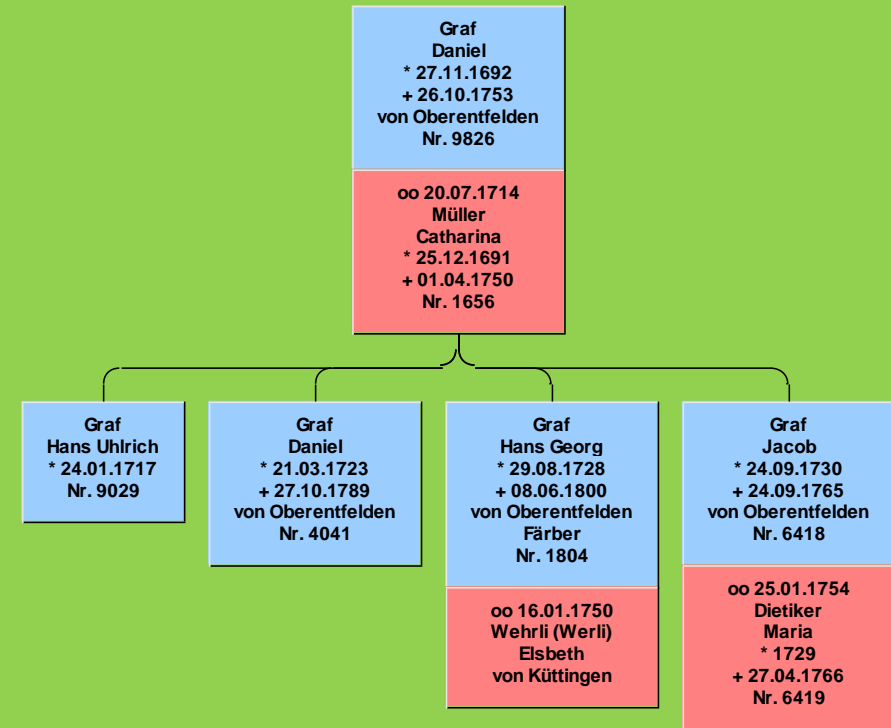 Graf
Daniel
* 27.11.1692
+ 26.10.1753
von Oberentfelden
Nr. 9826
oo 20.07.1714
Müller
Catharina
* 25.12.1691
+ 01.04.1750
Nr. 1656
Graf
Hans Uhlrich
* 24.01.1717
Nr. 9029
Graf
Daniel
* 21.03.1723
+ 27.10.1789
von Oberentfelden
Nr. 4041
Graf
Hans Georg
* 29.08.1728
+ 08.06.1800
von Oberentfelden
Färber
Nr. 1804
oo 16.01.1750
Wehrli (Werli)
Elsbeth
von Küttingen
Graf
Jacob
* 24.09.1730
+ 24.09.1765
von Oberentfelden
Nr. 6418
oo 25.01.1754
Dietiker
Maria
* 1729
+ 27.04.1766
Nr. 6419